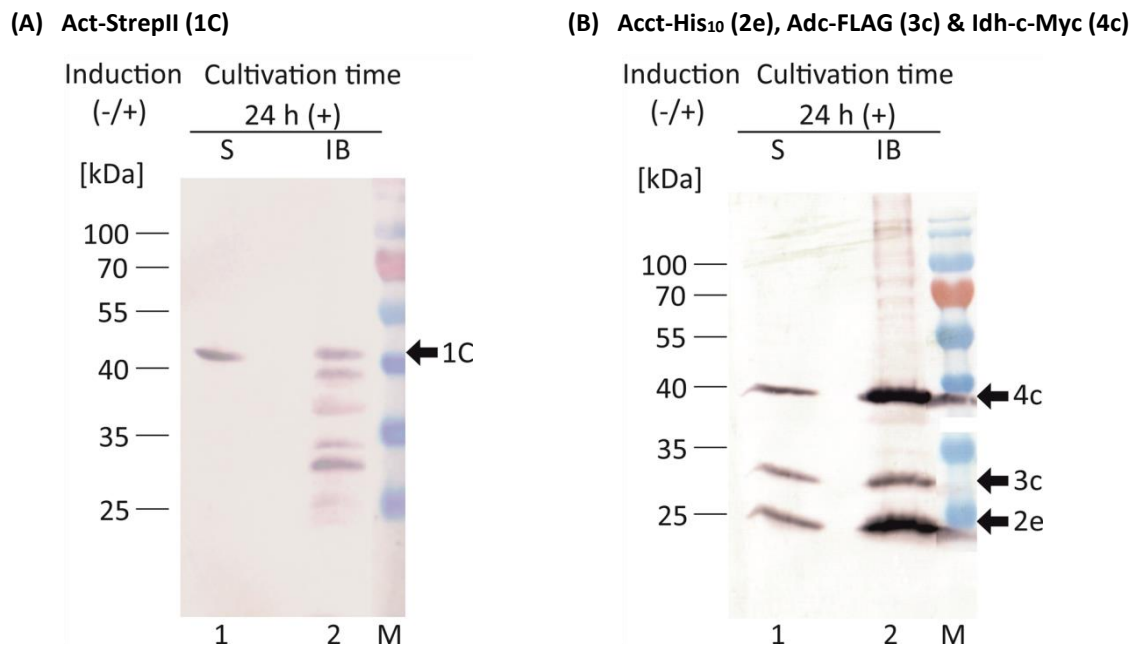 (A) Act-StrepII (1C)
Induction Cultivation time
(-/+) 24 h (+)
S IB
[kDa]
100
70
55
1C
40
35
25
1 2 M
(B) Acct-His₁₀ (2e), Adc-FLAG (3c) & Idh-c-Myc (4c)
Induction Cultivation time
(-/+) 24 h (+)
S IB
[kDa]
100
70
55
40
4c
35
3c
25
2e
1 2 M